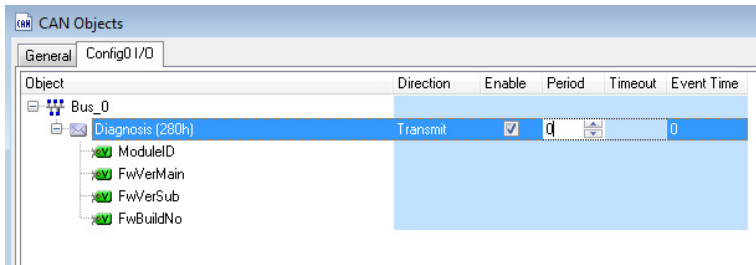 CAN CAN Objects
General Config0 I/O
Object Direction Enable Period Timeout Event Time
Bus_0
Diagnosis (280h) Transmit 0 0
ModuleID
FwVerMain
FwVerSub
FwBuildNo